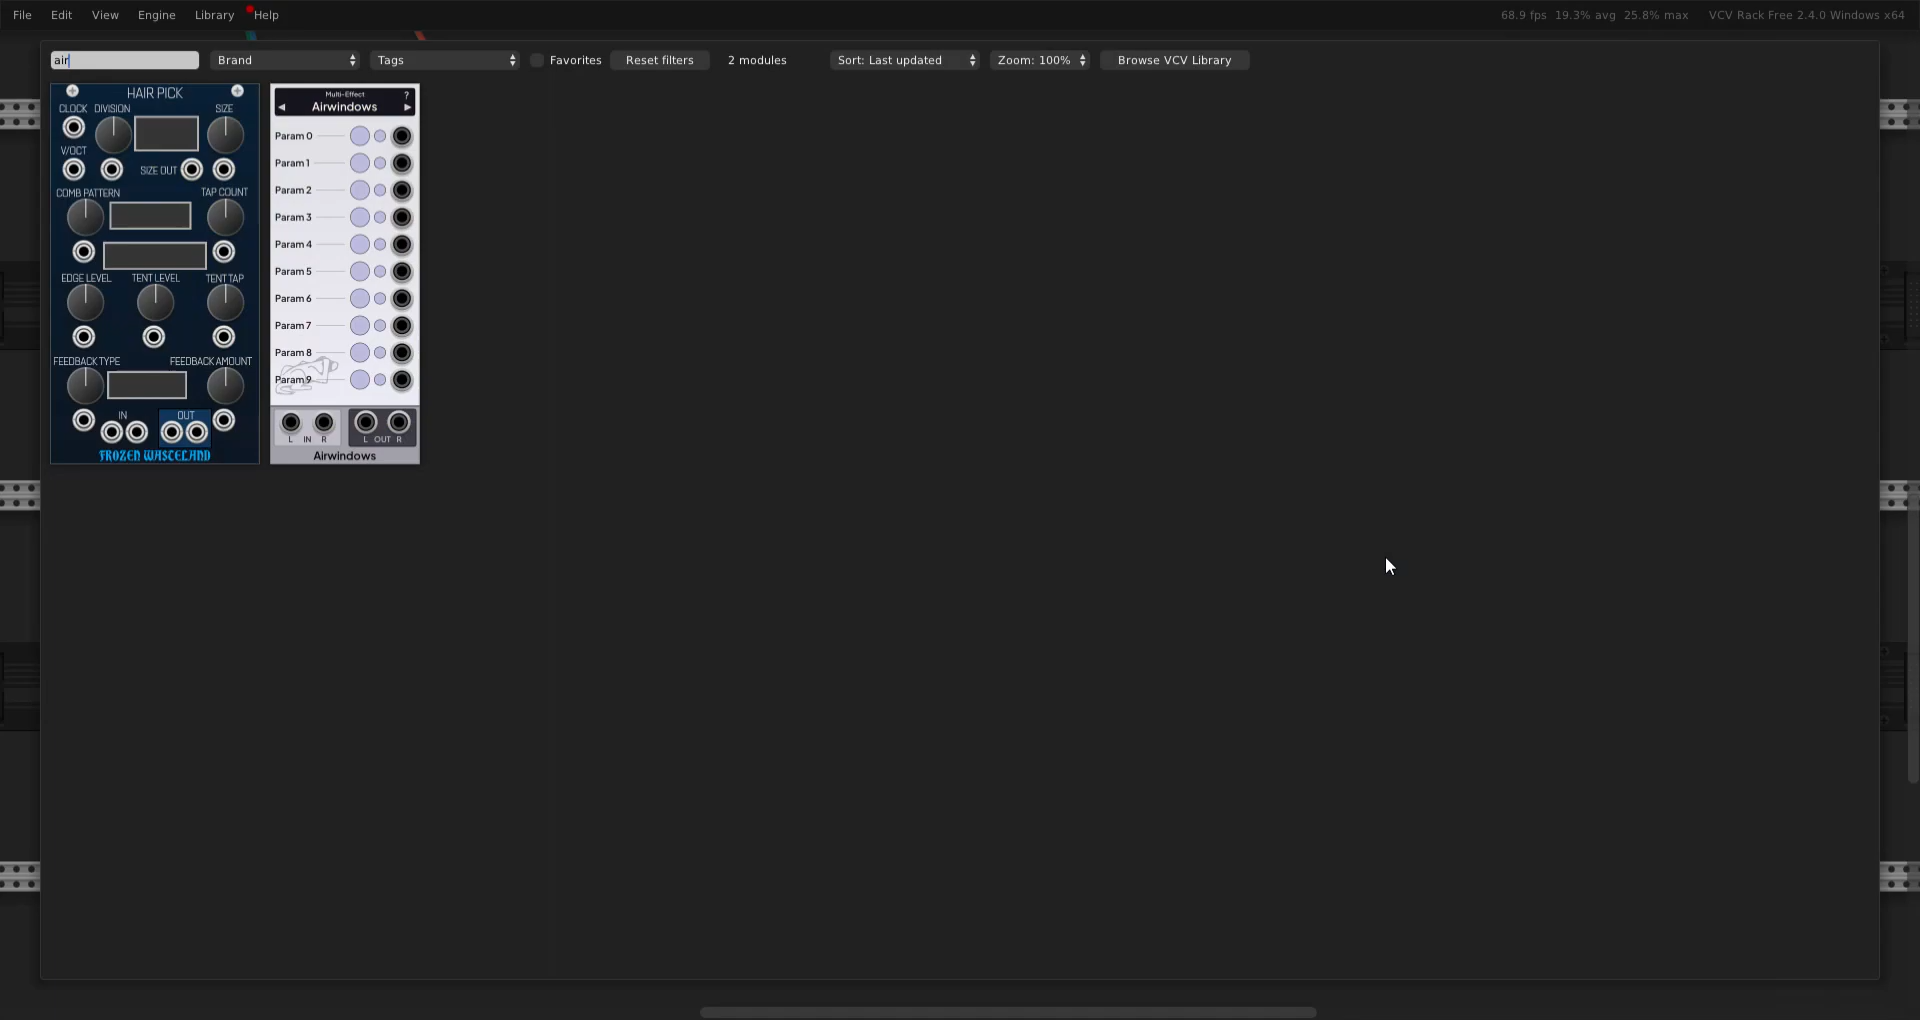 File Edit View Engine Library Help 68.9 fps 19.3% avg 25.8% max VCV Rack Free 2.4.0 Windows x64
air Brand Tags Favorites Reset filters 2 modules Sort: Last updated Zoom: 100% Browse VCV Library
HAIR PICK
CLOCK DIVISION SIZE
V/OCT
SIZE OUT
COMB PATTERN TAP COUNT
EDGE LEVEL TENT LEVEL TENT TAP
FEEDBACK TYPE FEEDBACK AMOUNT
IN OUT
FROZEN WASTELAND
Multi-Effect ?
Airwindows
Param 0
Param 1
Param 2
Param 3
Param 4
Param 5
Param 6
Param 7
Param 8
Param 9
L IN R L OUT R
Airwindows